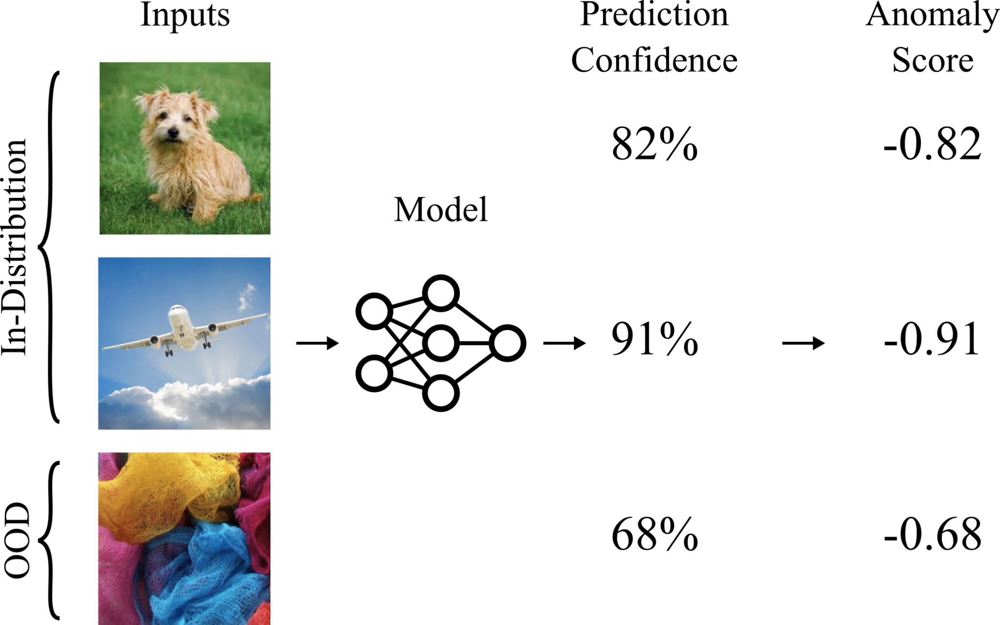 Inputs
Prediction
Confidence
Anomaly
Score
In-Distribution
82%
-0.82
Model
91%
-0.91
OOD
68%
-0.68